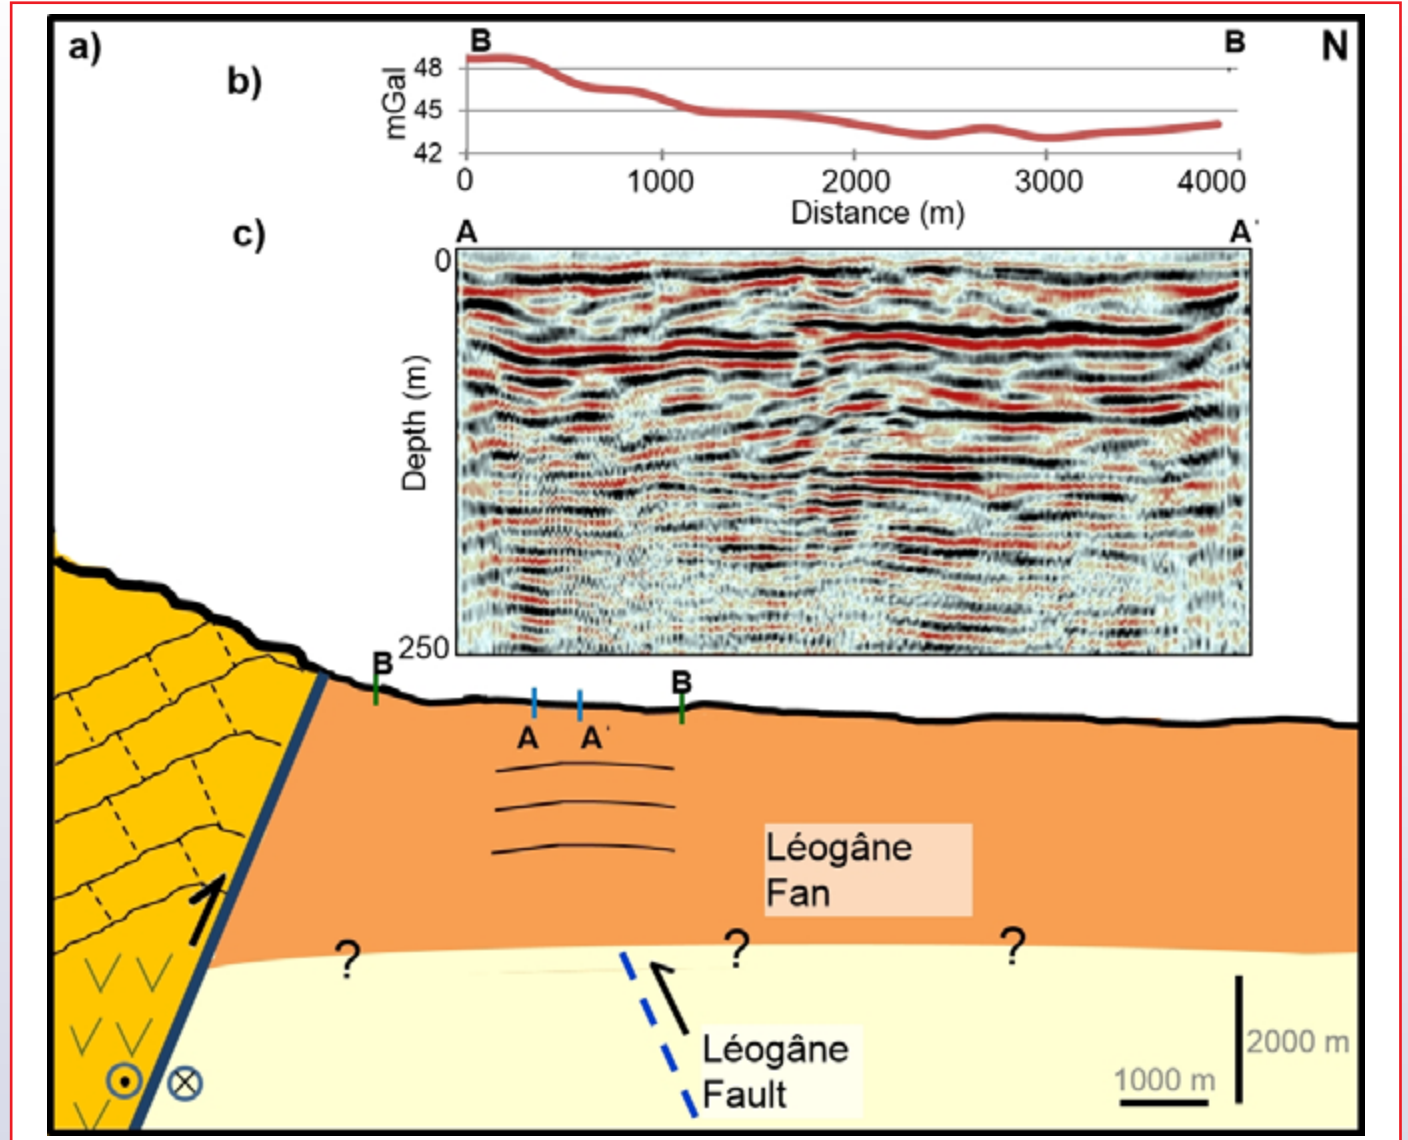 a)
B
B
N
b)
mGal
48
45
42
0
1000
2000
3000
4000
Distance (m)
c)
A
A'
0
Depth (m)
250
B
B
A
A'
Léogâne
Fan
?
?
?
Léogâne
Fault
2000 m
1000 m